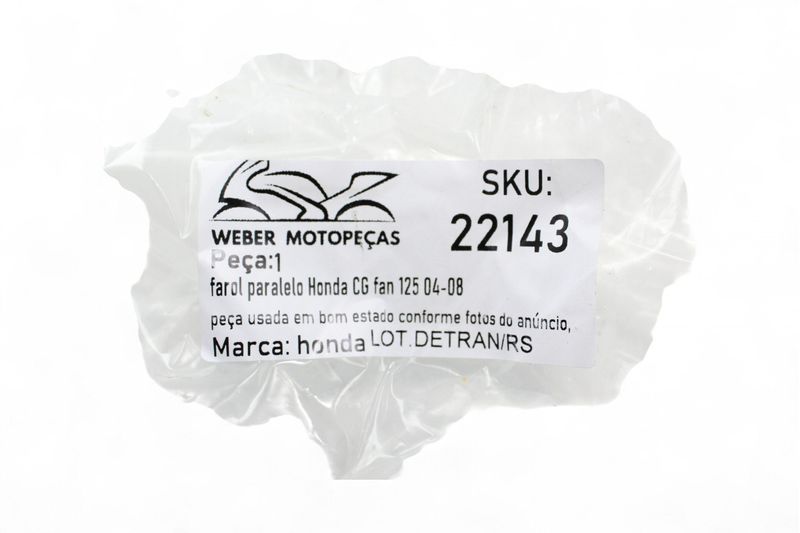 SKU:
22143
WEBER MOTOPEÇAS
Peça:1
farol paralelo Honda CG fan 125 04-08
peça usada em bom estado conforme fotos do anúncio,
Marca: honda LOT.DETRAN/RS